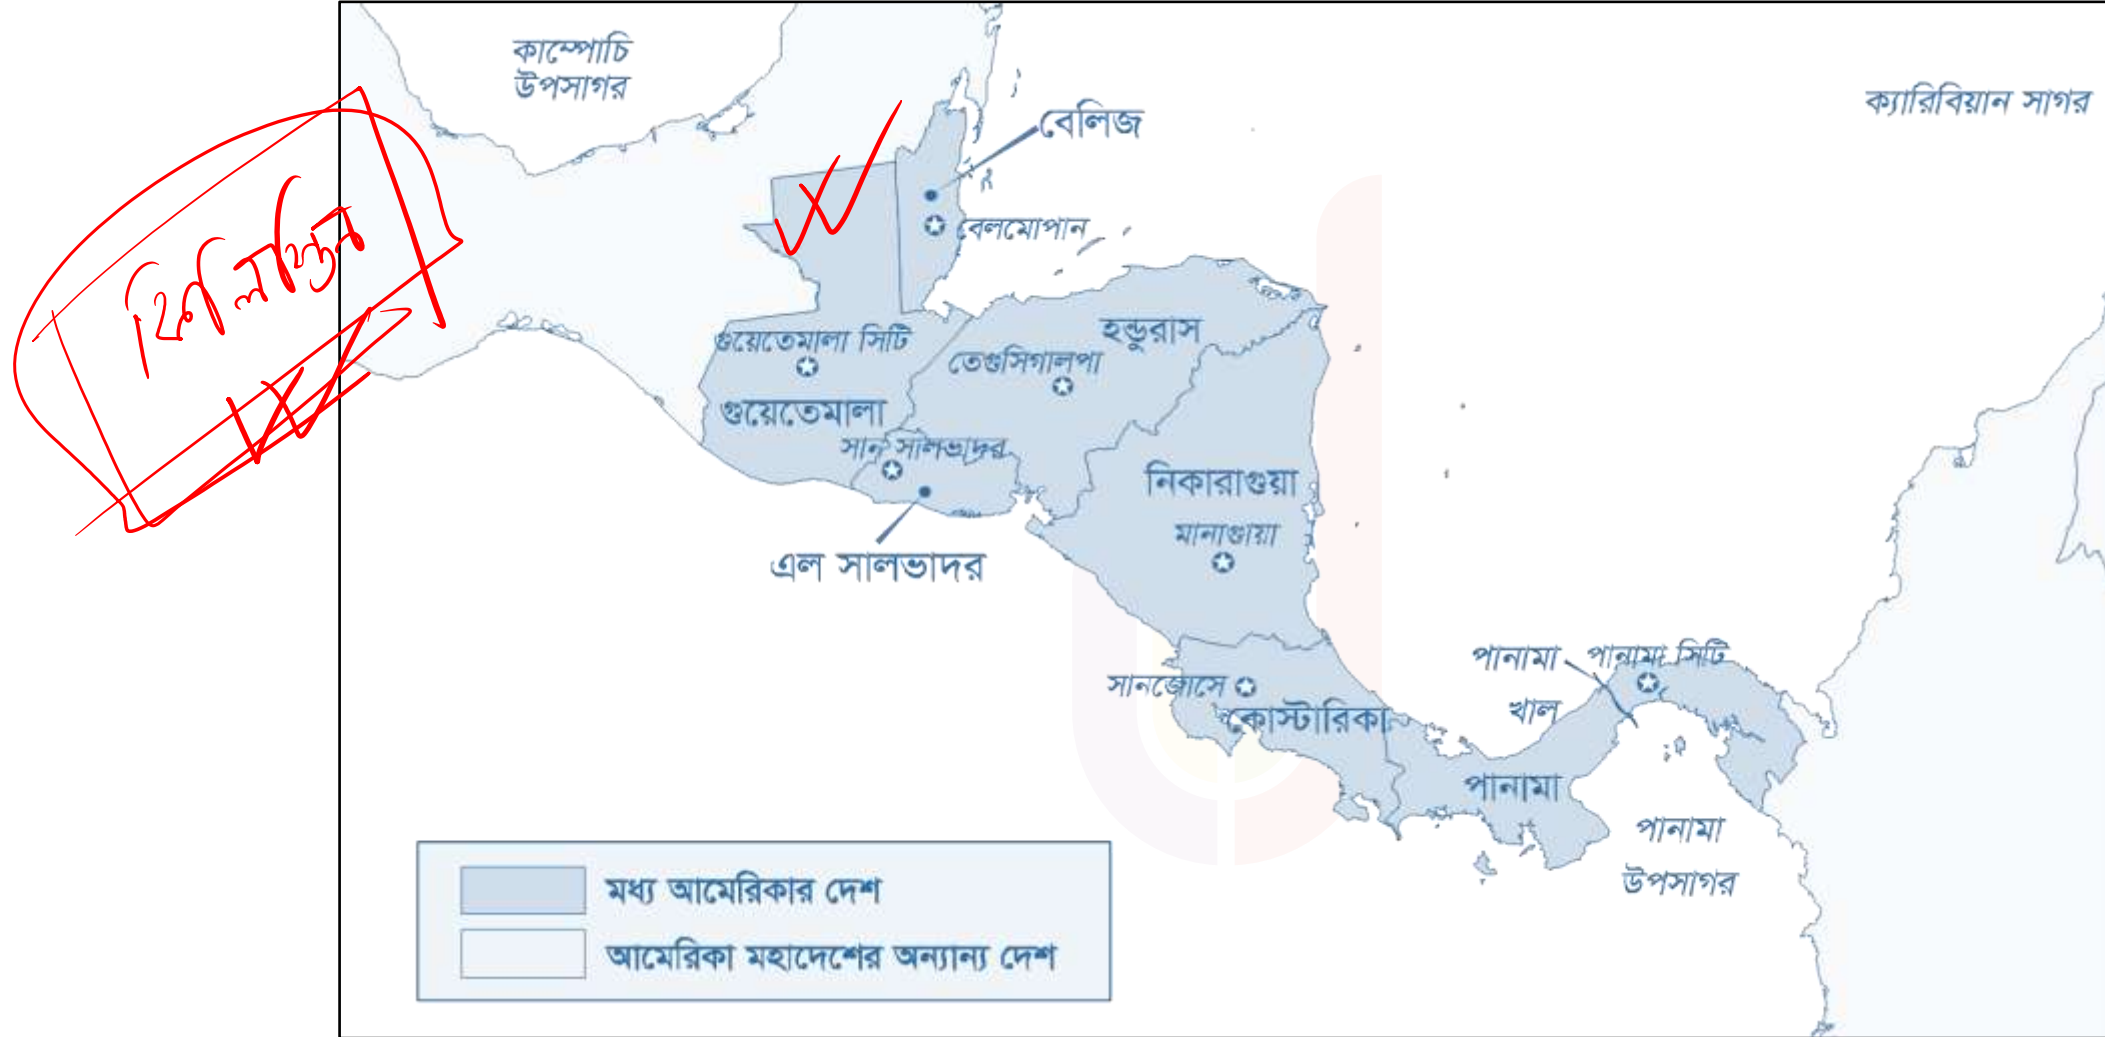 কাম্পেচি
উপসাগর
ক্যারিবিয়ান সাগর
বেলিজ
বেলমোপান
ফিলিস্তিন
গুয়েতেমালা সিটি
হন্ডুরাস
তেগুসিগালপা
গুয়েতেমালা
সান সালভাদর
নিকারাগুয়া
মানাগুয়া
এল সালভাদর
পানামা
খাল
পানামা সিটি
সানজোসে
কোস্টারিকা
পানামা
পানামা
উপসাগর
মধ্য আমেরিকার দেশ
আমেরিকা মহাদেশের অন্যান্য দেশ